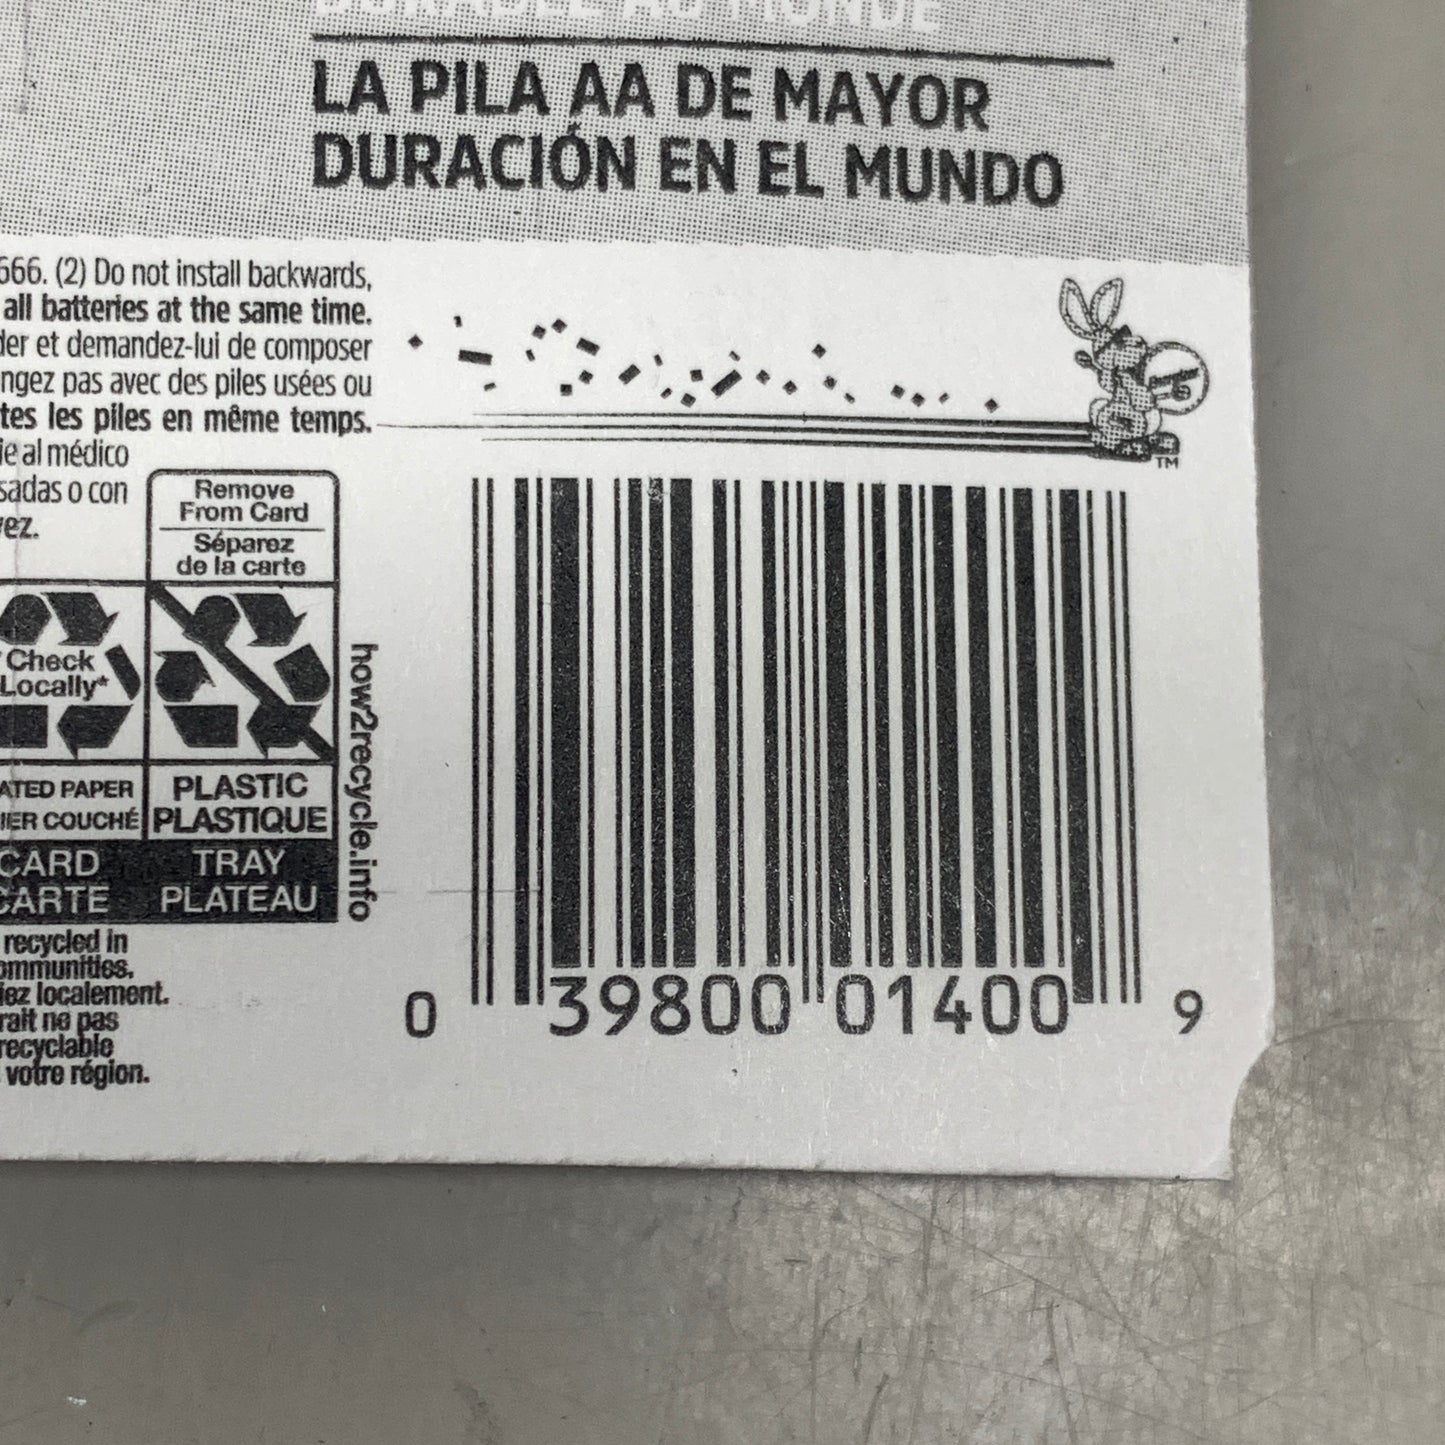 DURABLE AU MONDE
LA PILA AA DE MAYOR
DURACIÓN EN EL MUNDO
666. (2) Do not install backwards,
all batteries at the same time.
der et demandez-lui de composer
ngez pas avec des piles usées ou
tes les piles en même temps.
ie al médico
sadas o con
vez.
TM
Remove
From Card
Séparez
de la carte
Check
Locally*
ATED PAPER
IER COUCHÉ
CARD
CARTE
PLASTIC
PLASTIQUE
TRAY
PLATEAU
how2recycle.info
recycled in
ommunities.
iez localement.
rait ne pas
recyclable
votre région.
0 39800 01400 9